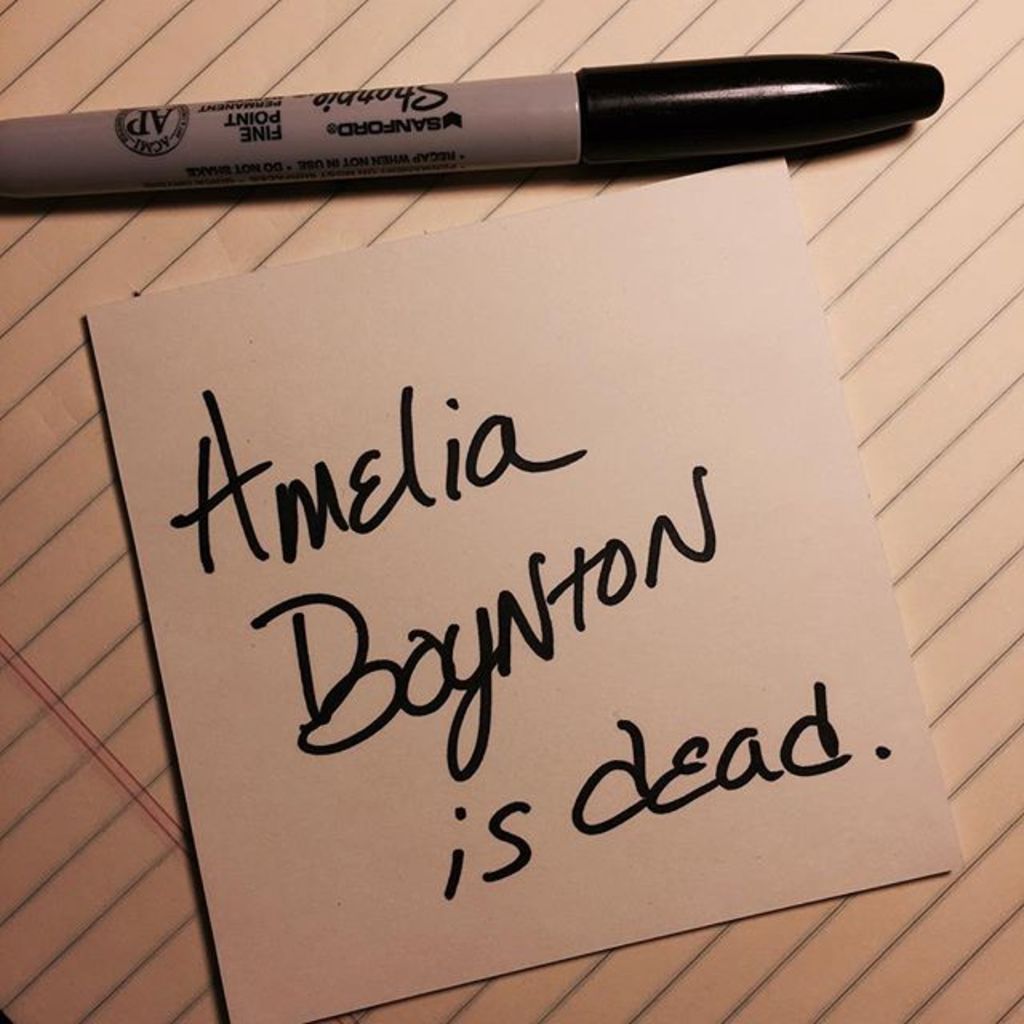 Sharpie
SANFORD®
FINE
POINT
PERMANENT
AP
ACMI
• RECAP WHEN NOT IN USE • DO NOT SHAKE
Amelia
Boynton
is dead.